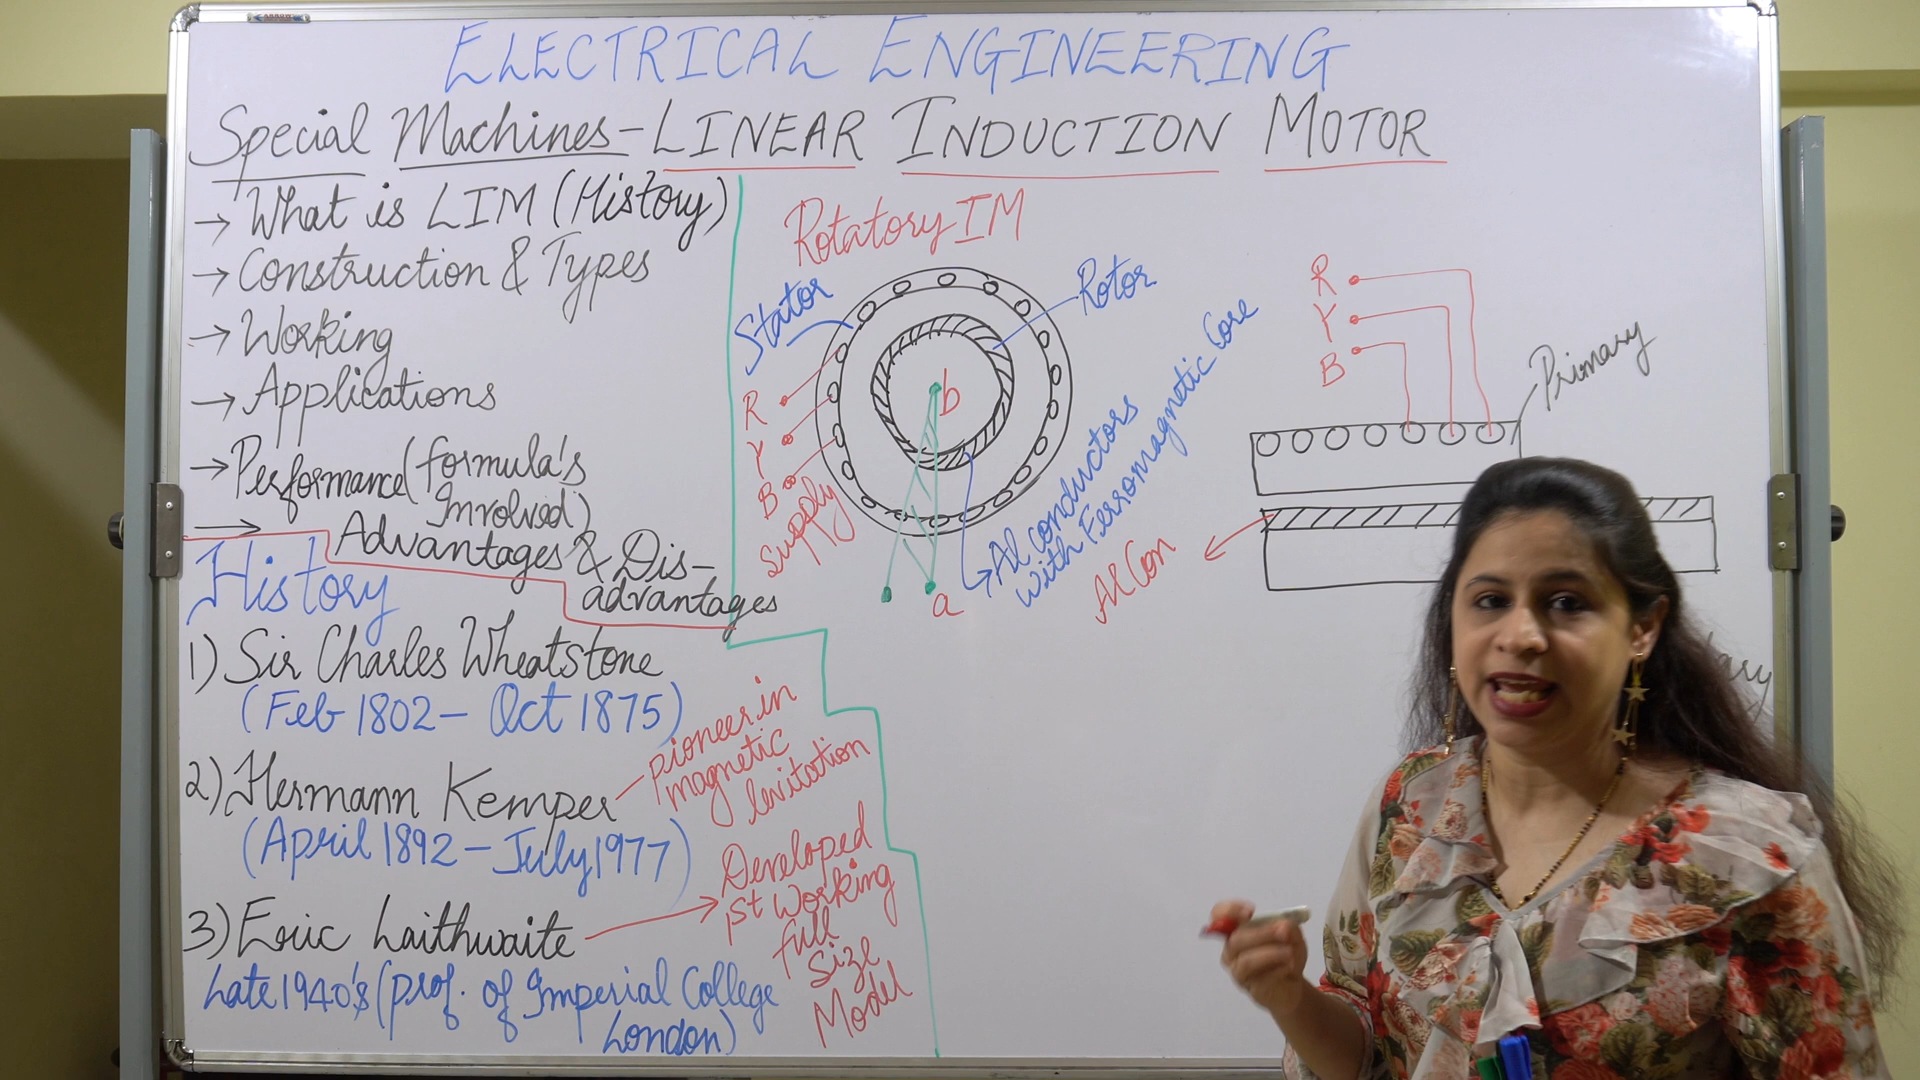 ELECTRICAL ENGINEERING
Special Machines - LINEAR INDUCTION MOTOR
→ What is LIM (History)
→ Construction & Types
→ Working
→ Applications
→ Performance (formula's
Involved)
→ Advantages & Dis-
advantages
History
1) Sir Charles Wheatstone
(Feb 1802 - Oct 1875)
2) Hermann Kemper
(April 1892 - July 1977)
pioneer in
magnetic
levitation
3) Eric Laithwaite
Late 1940's (prof. of Imperial College
London)
Developed
1st Working
full
Size
Model
Rotatory IM
Stator
Rotor
R
Y
B
Supply
b
a
Al conductors
with Ferromagnetic Core
R
Y
B
Primary
Al Con